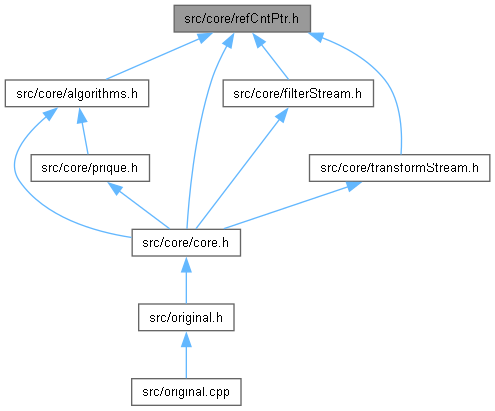 src/core/refCntPtr.h
src/core/algorithms.h
src/core/filterStream.h
src/core/prique.h
src/core/transformStream.h
src/core/core.h
src/original.h
src/original.cpp